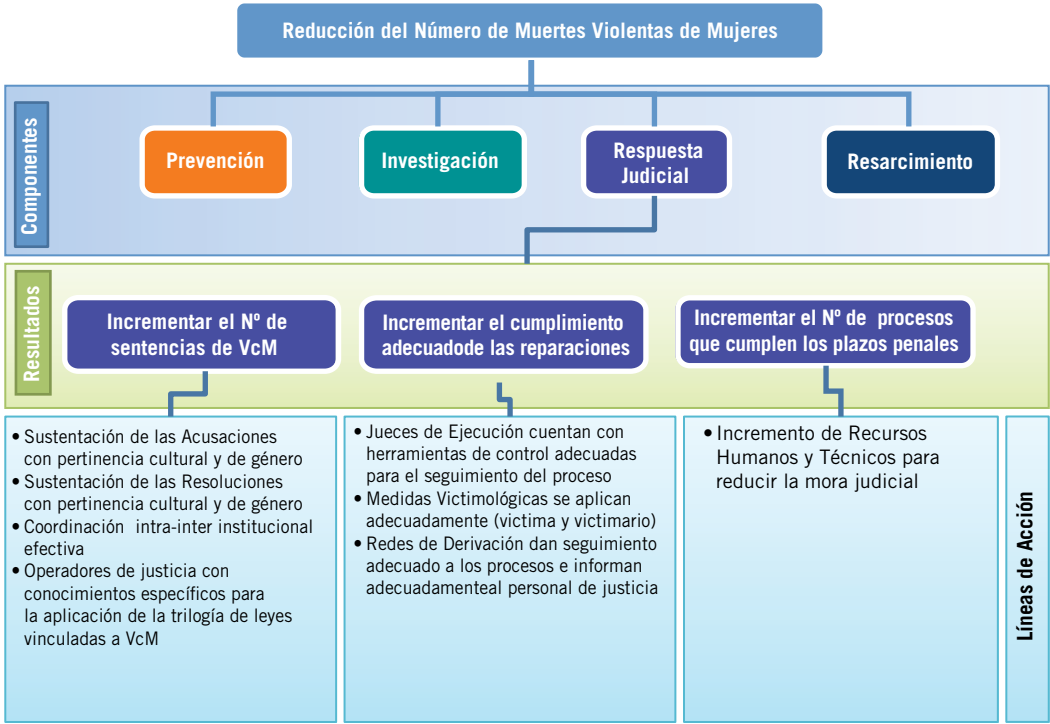 Reducción del Número de Muertes Violentas de Mujeres
Componentes
Prevención
Investigación
Respuesta
Judicial
Resarcimiento
Resultados
Incrementar el Nº de
sentencias de VcM
Incrementar el cumplimiento
adecuadode las reparaciones
Incrementar el Nº de procesos
que cumplen los plazos penales
• Sustentación de las Acusaciones
con pertinencia cultural y de género
• Sustentación de las Resoluciones
con pertinencia cultural y de género
• Coordinación intra-inter institucional
efectiva
• Operadores de justicia con
conocimientos específicos para
la aplicación de la trilogía de leyes
vinculadas a VcM
• Jueces de Ejecución cuentan con
herramientas de control adecuadas
para el seguimiento del proceso
• Medidas Victimológicas se aplican
adecuadamente (victima y victimario)
• Redes de Derivación dan seguimiento
adecuado a los procesos e informan
adecuadamenteal personal de justicia
• Incremento de Recursos
Humanos y Técnicos para
reducir la mora judicial
Líneas de Acción